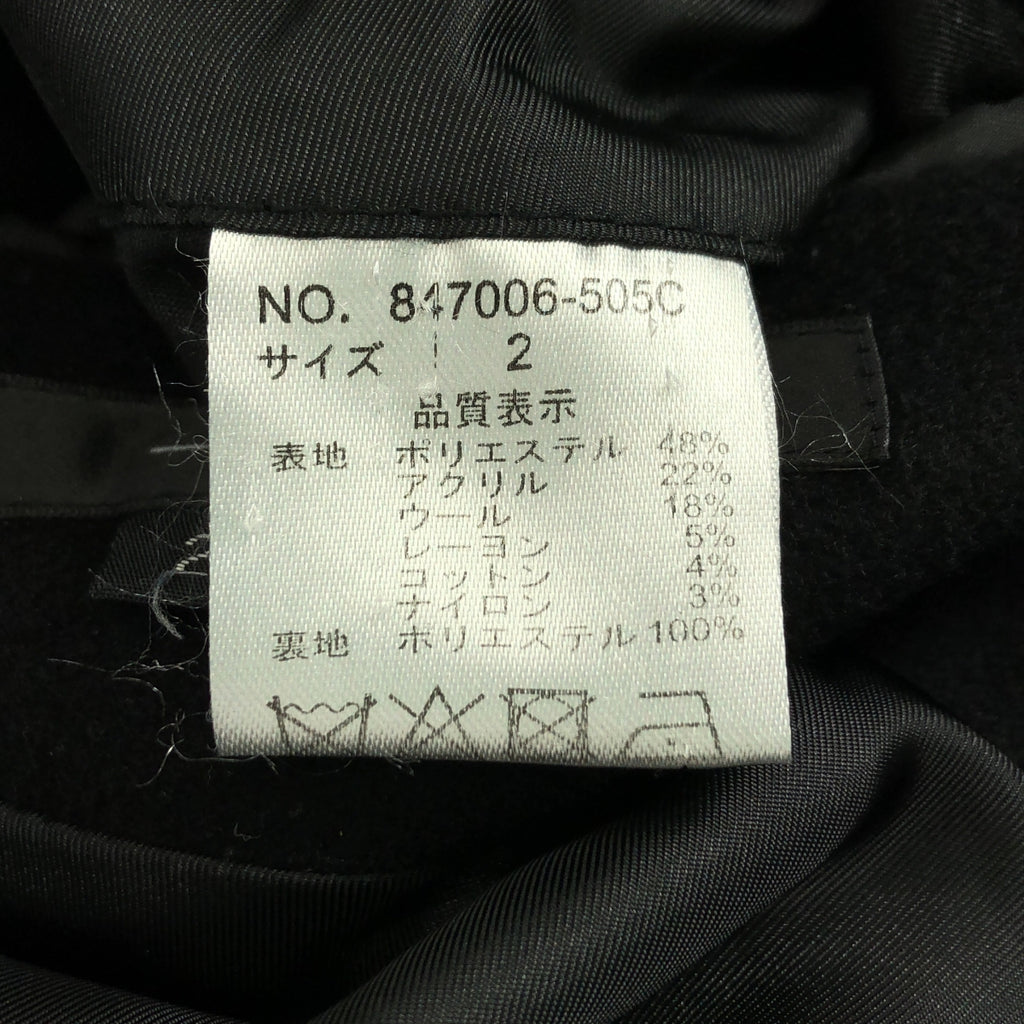 NO. 847006-505C
サイズ 2
品質表示
表地 ポリエステル 48%
アクリル 22%
ウール 18%
レーヨン 5%
コットン 4%
ナイロン 3%
裏地 ポリエステル 100%